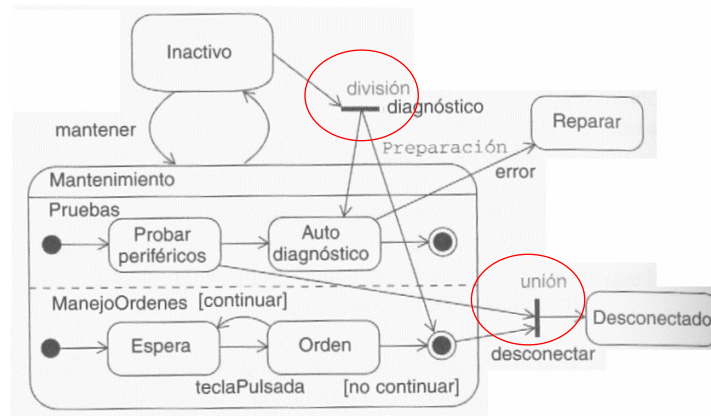 Inactivo
división
diagnóstico
mantener
Preparación
Reparar
error
Mantenimiento
Pruebas
Probar
periféricos
Auto
diagnóstico
unión
ManejoOrdenes [continuar]
Espera
Orden
Desconectado
desconectar
teclaPulsada [no continuar]